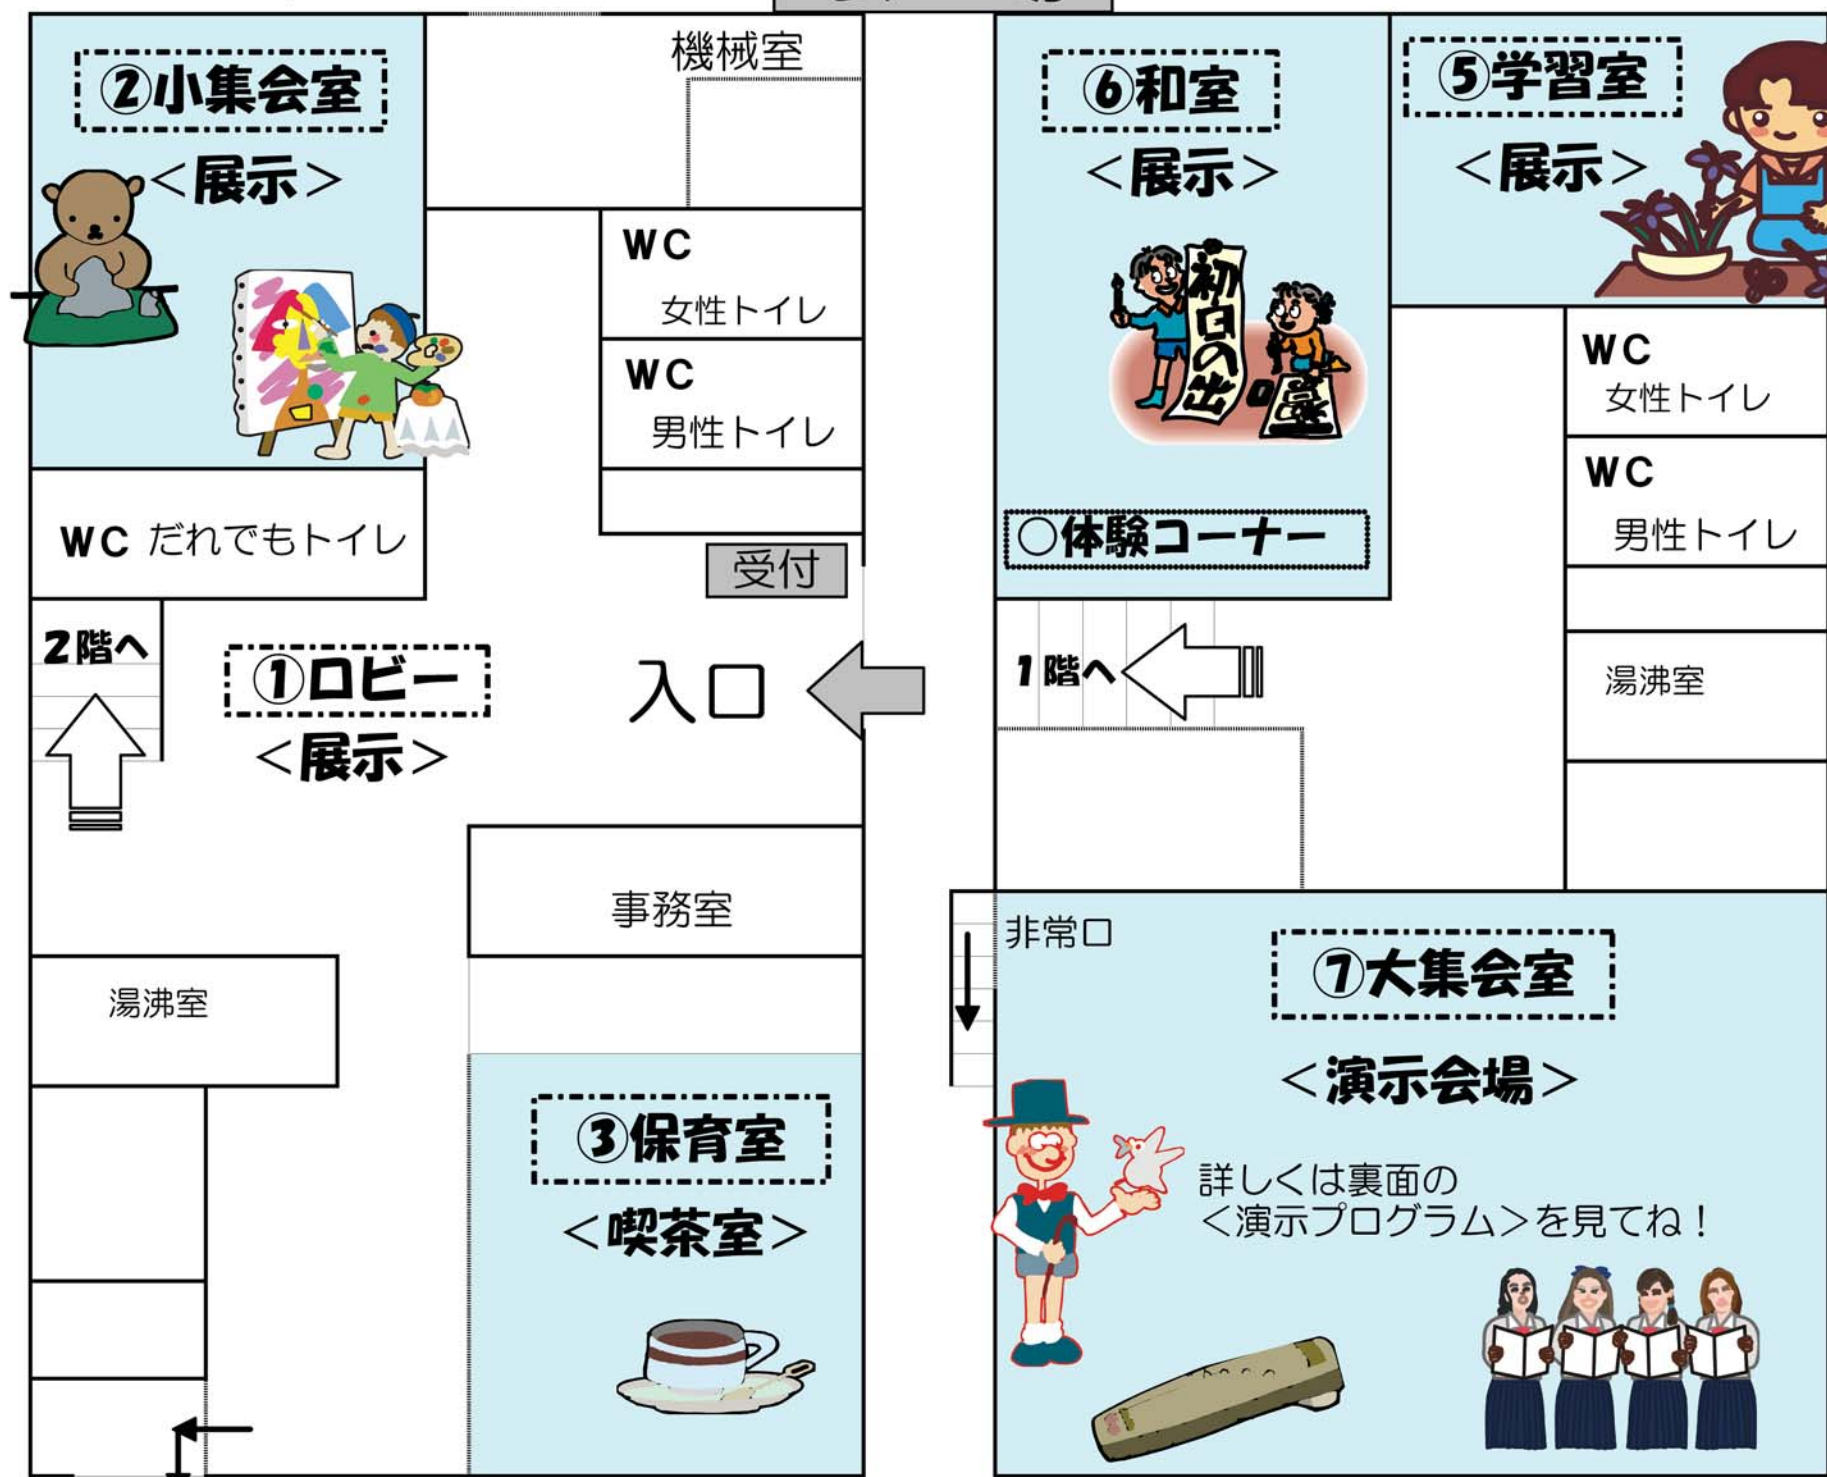 ②小集会室
＜展示＞
機械室
WC
女性トイレ
WC
男性トイレ
WC だれでもトイレ
受付
2階へ
①ロビー
＜展示＞
入口
事務室
湯沸室
③保育室
＜喫茶室＞
⑥和室
＜展示＞
初日の出
○体験コーナー
⑤学習室
＜展示＞
WC
女性トイレ
WC
男性トイレ
1階へ
湯沸室
非常口
⑦大集会室
＜演示会場＞
詳しくは裏面の
＜演示プログラム＞を見てね！